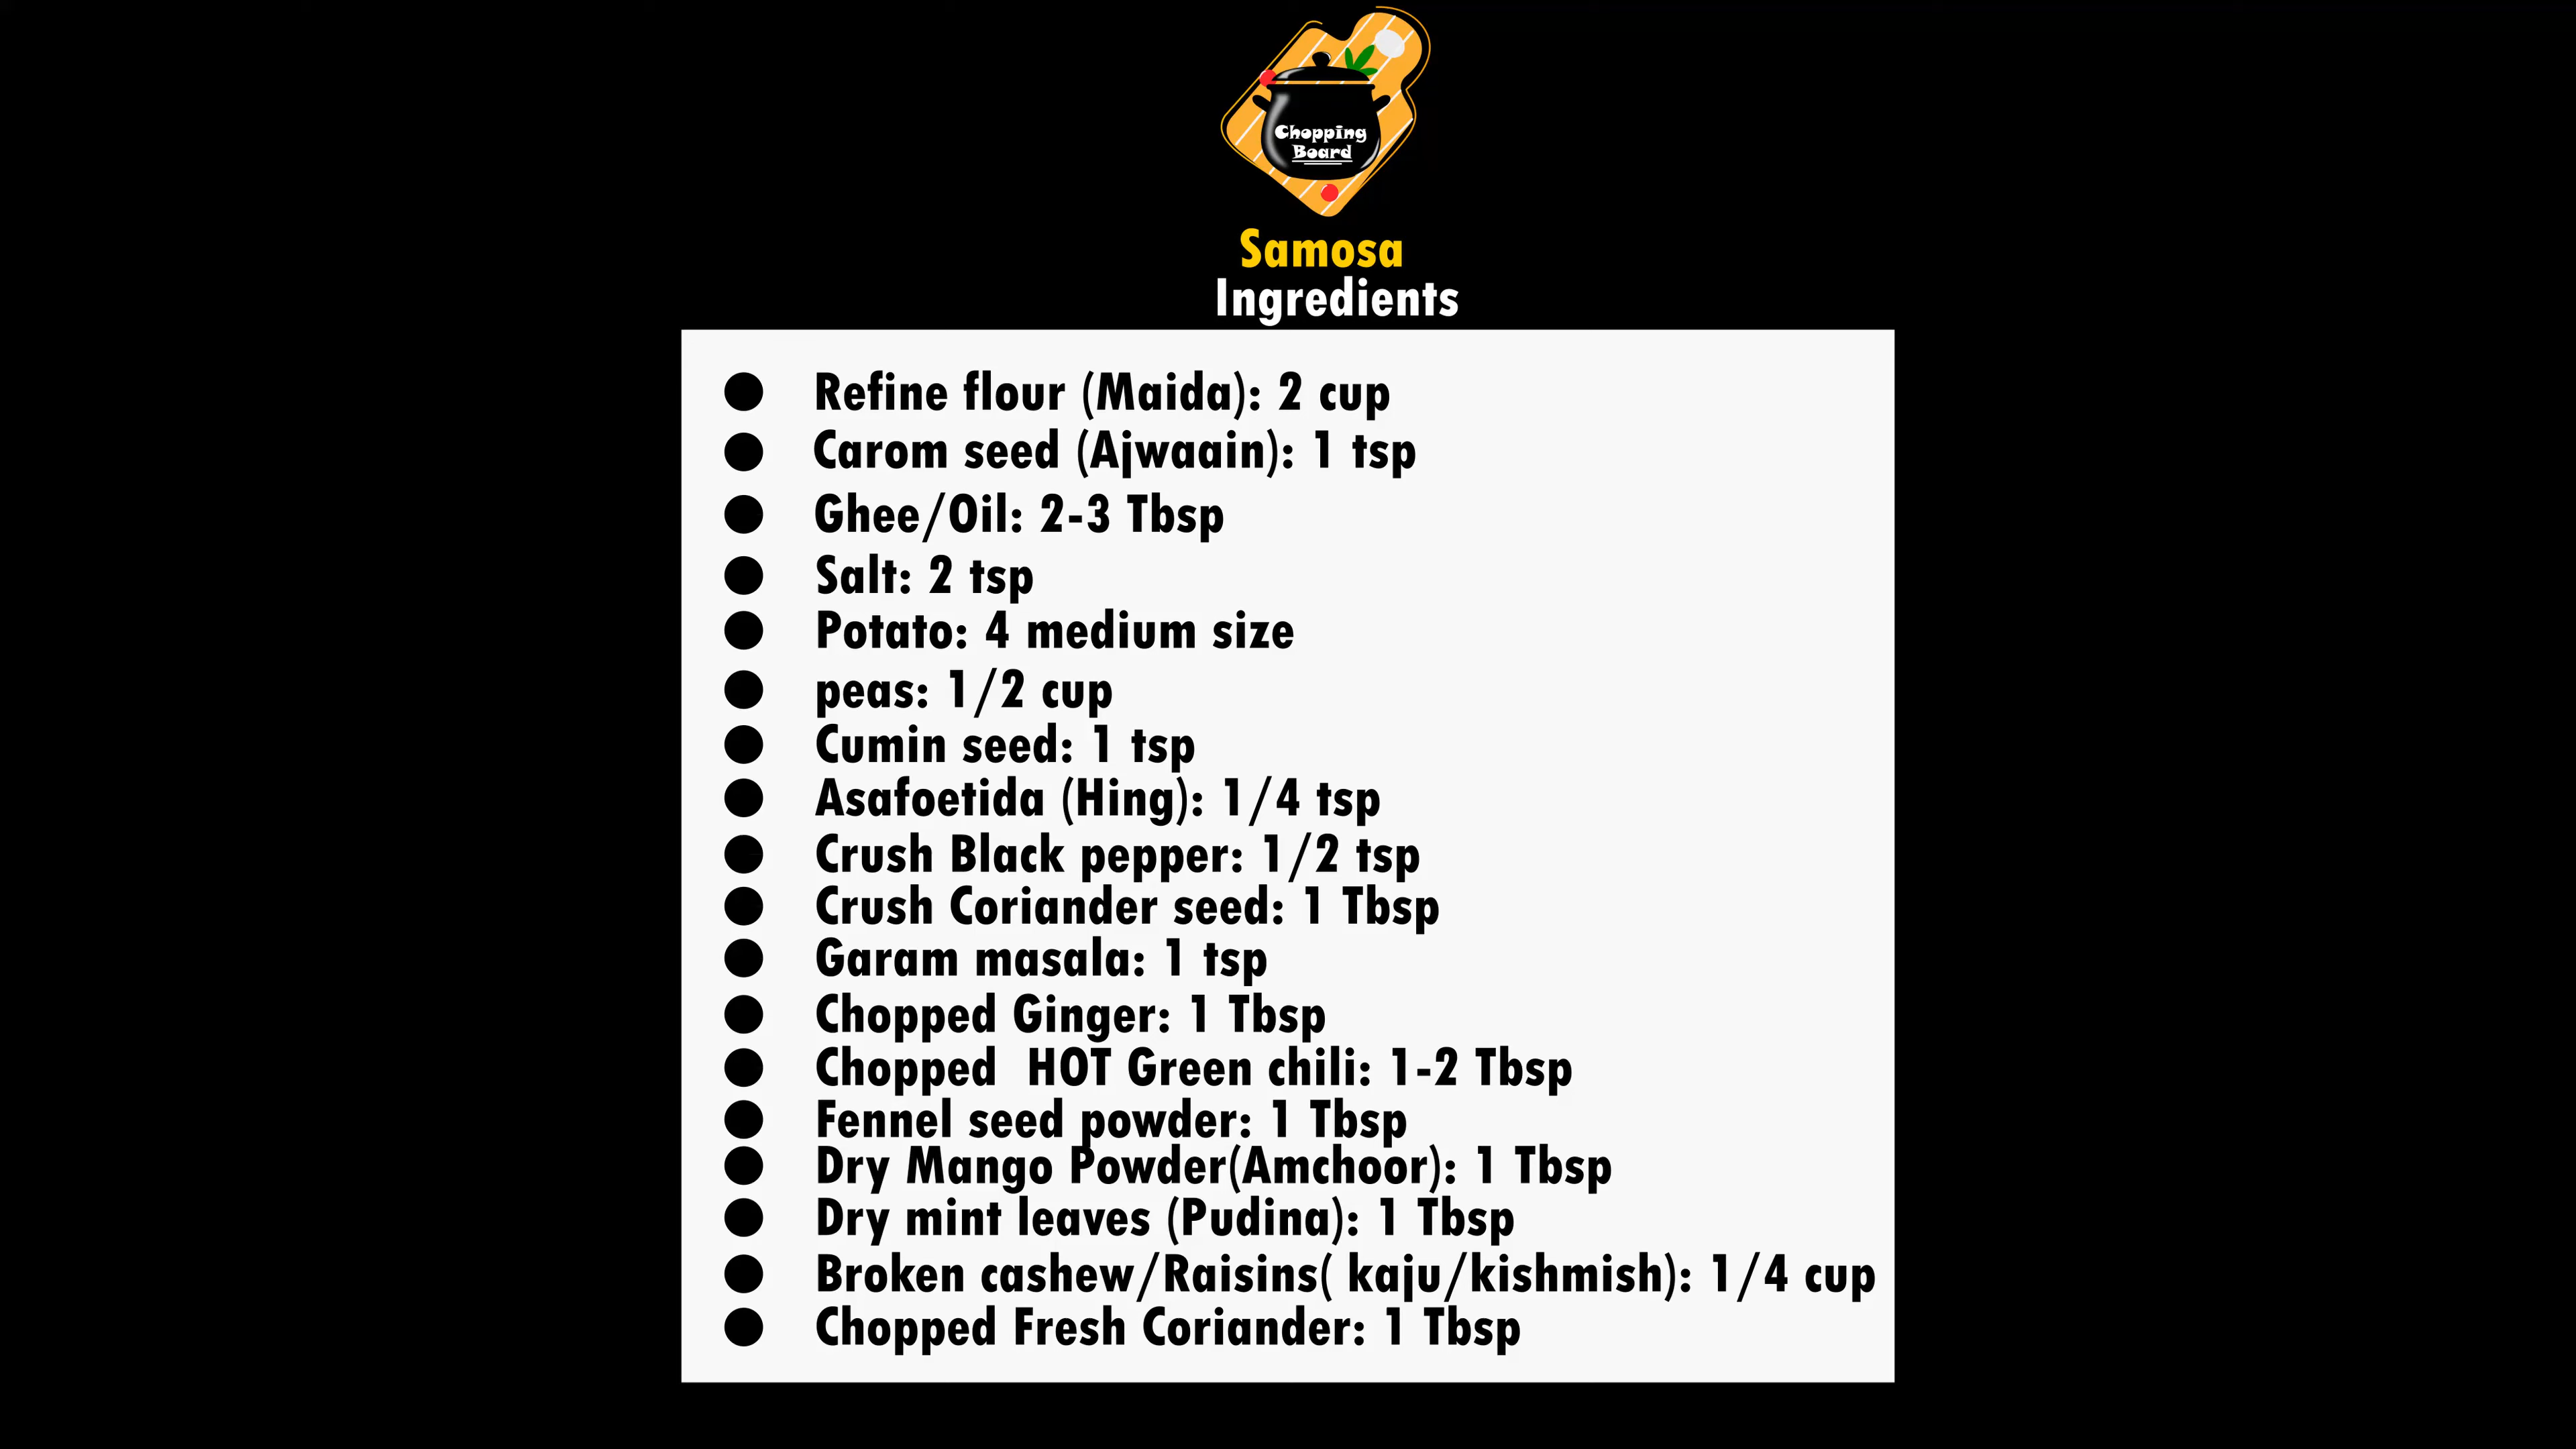 Chopping
Board
Samosa
Ingredients
● Refine flour (Maida): 2 cup
● Carom seed (Ajwaain): 1 tsp
● Ghee/Oil: 2-3 Tbsp
● Salt: 2 tsp
● Potato: 4 medium size
● peas: 1/2 cup
● Cumin seed: 1 tsp
● Asafoetida (Hing): 1/4 tsp
● Crush Black pepper: 1/2 tsp
● Crush Coriander seed: 1 Tbsp
● Garam masala: 1 tsp
● Chopped Ginger: 1 Tbsp
● Chopped  HOT Green chili: 1-2 Tbsp
● Fennel seed powder: 1 Tbsp
● Dry Mango Powder(Amchoor): 1 Tbsp
● Dry mint leaves (Pudina): 1 Tbsp
● Broken cashew/Raisins( kaju/kishmish): 1/4 cup
● Chopped Fresh Coriander: 1 Tbsp